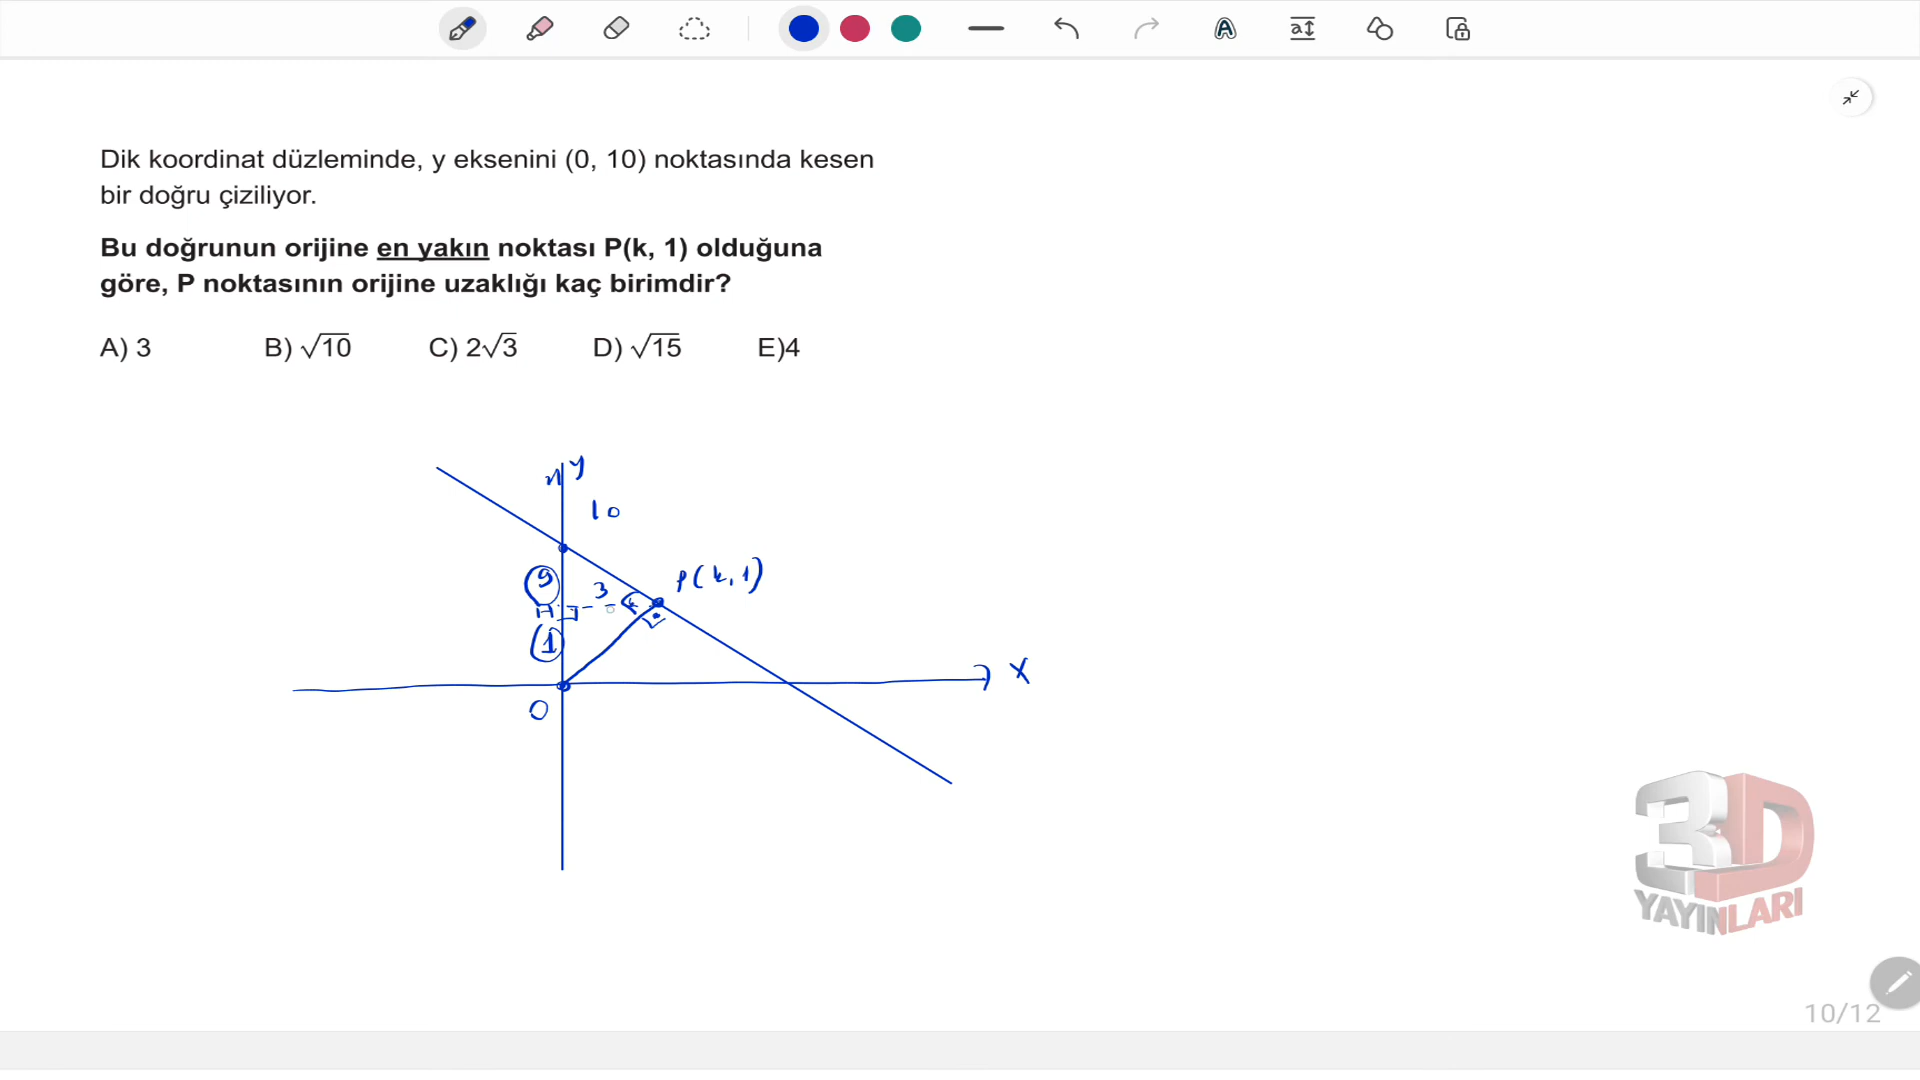 Dik koordinat düzleminde, y eksenini (0, 10) noktasında kesen
bir doğru çiziliyor.
Bu doğrunun orijine en yakın noktası P(k, 1) olduğuna
göre, P noktasının orijine uzaklığı kaç birimdir?
A) 3 B) √10 C) 2√3 D) √15 E)4
y
10
P(k, 1)
9
3
H
1
x
O
3D
YAYINLARI
10/12